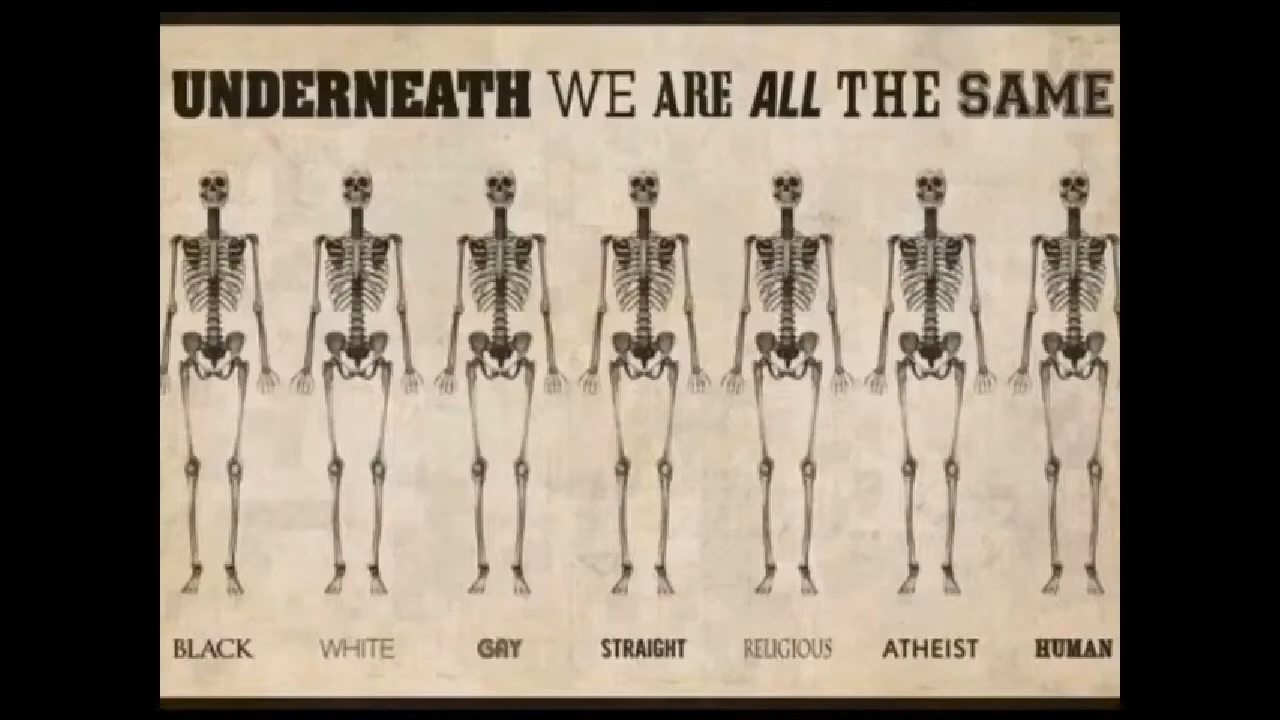 UNDERNEATH WE ARE ALL THE SAME
BLACK WHITE GAY STRAIGHT RELIGIOUS ATHEIST HUMAN